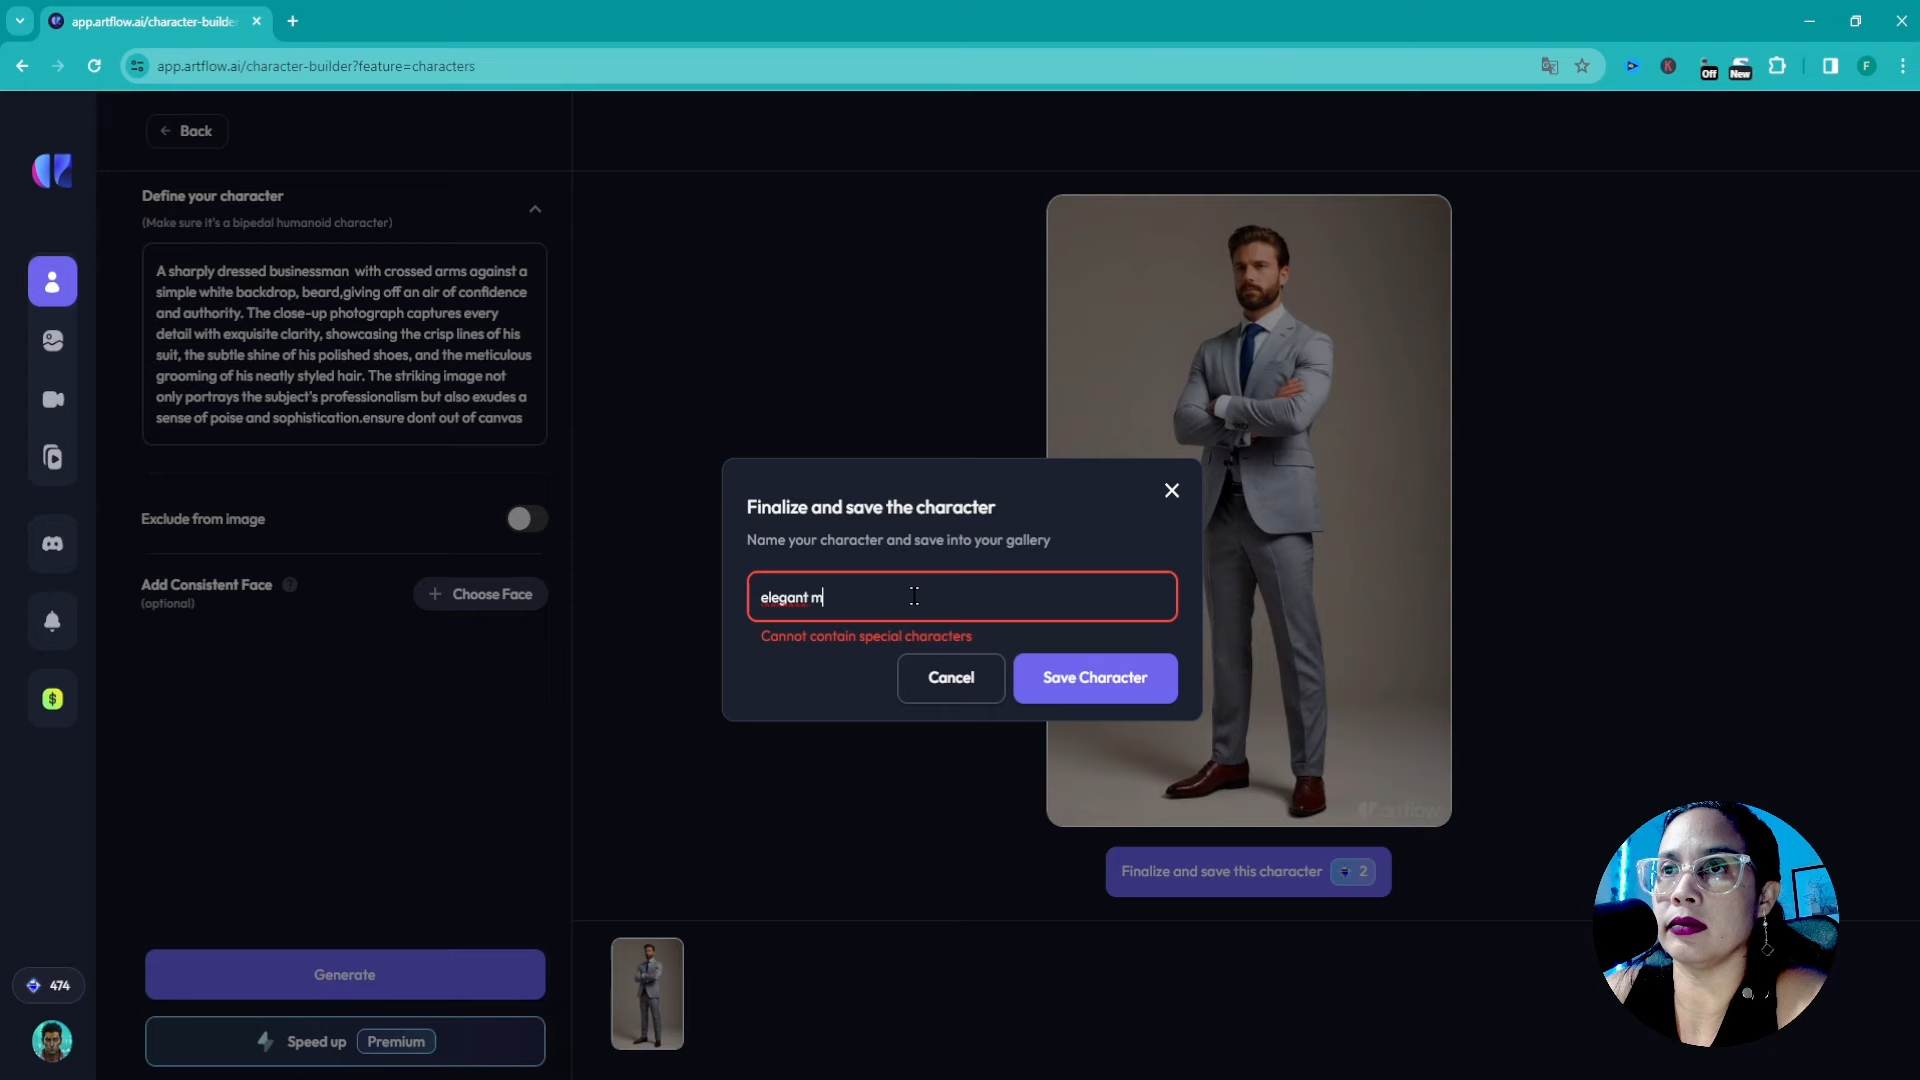 app.artflow.ai/character-builde
app.artflow.ai/character-builder?feature=characters
Off
New
F
K
Back
Define your character
(Make sure it's a bipedal humanoid character)
A sharply dressed businessman with crossed arms against a
simple white backdrop, beard,giving off an air of confidence
and authority. The close-up photograph captures every
detail with exquisite clarity, showcasing the crisp lines of his
suit, the subtle shine of his polished shoes, and the meticulous
grooming of his neatly styled hair. The striking image not
only portrays the subject's professionalism but also exudes a
sense of poise and sophistication.ensure dont out of canvas
Exclude from image
Add Consistent Face ?
(optional)
+ Choose Face
Finalize and save the character
Name your character and save into your gallery
elegant m
Cannot contain special characters
Cancel
Save Character
artflow
Finalize and save this character 2
Generate
474
$
Speed up Premium